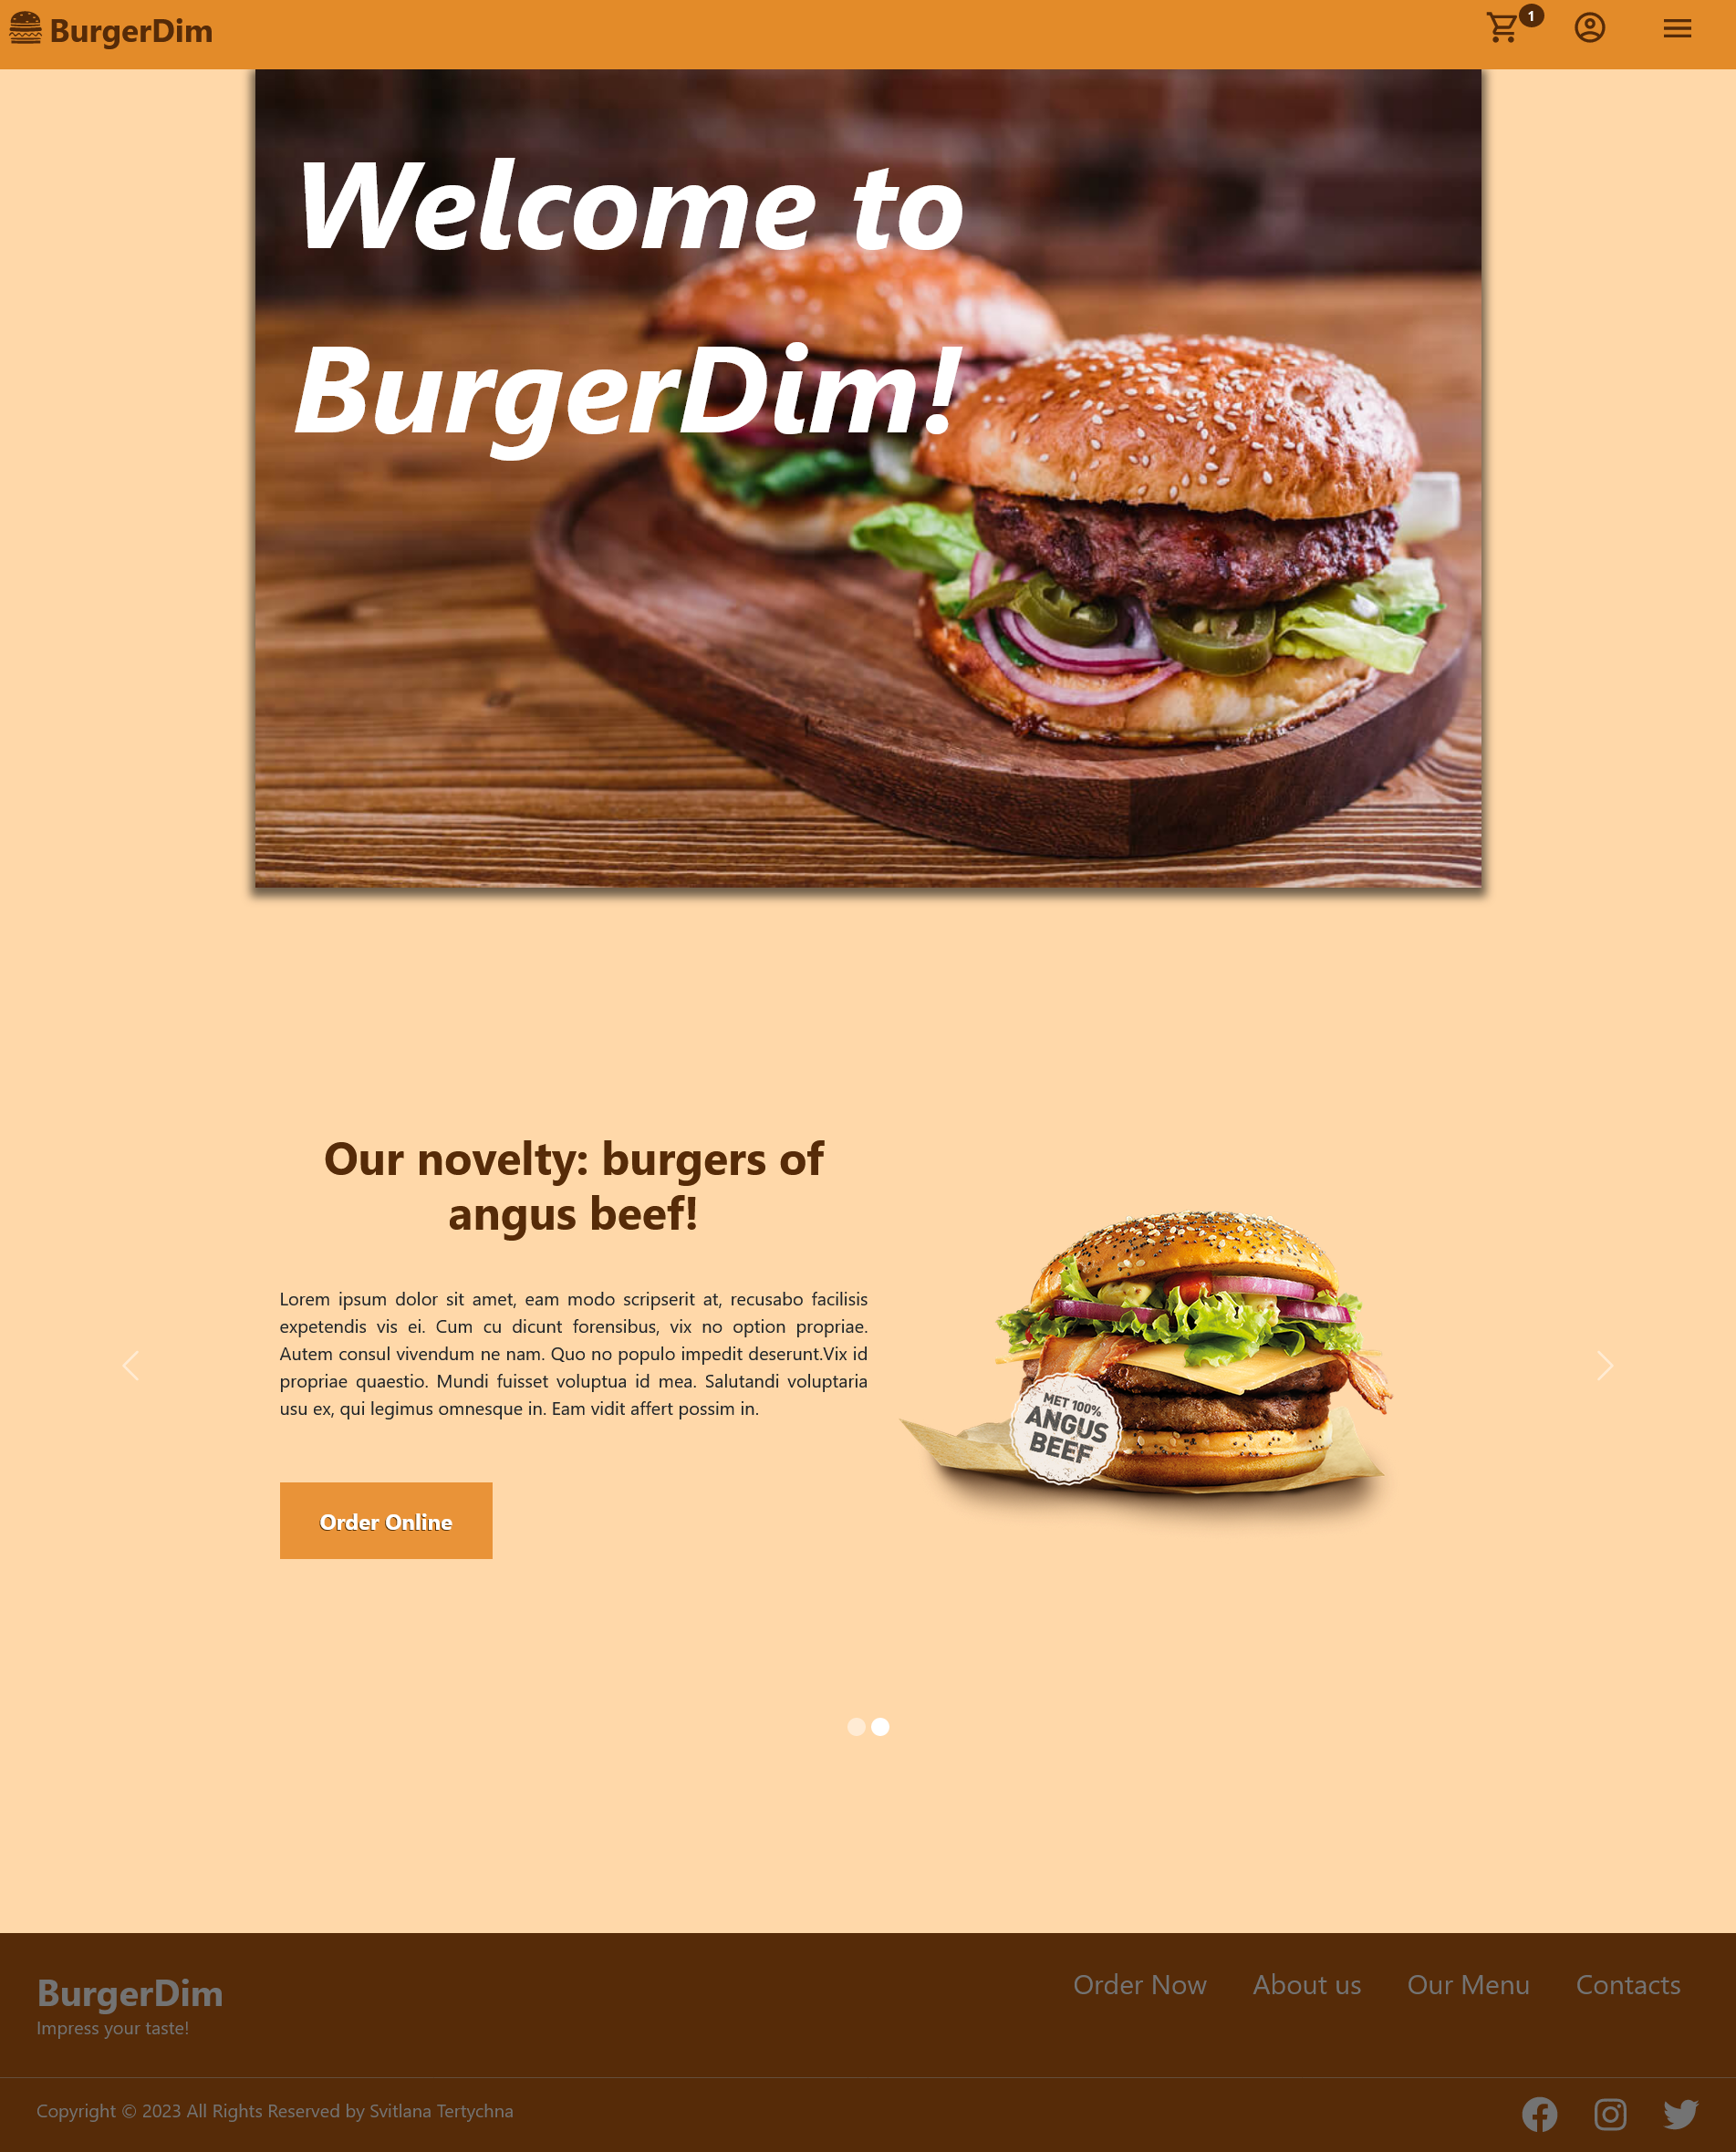 BurgerDim
1
Welcome to
BurgerDim!
Our novelty: burgers of
angus beef!
Lorem ipsum dolor sit amet, eam modo scripserit at, recusabo facilisis
expetendis vis ei. Cum cu dicunt forensibus, vix no option propriae.
Autem consul vivendum ne nam. Quo no populo impedit deserunt.Vix id
propriae quaestio. Mundi fuisset voluptua id mea. Salutandi voluptaria
usu ex, qui legimus omnesque in. Eam vidit affert possim in.
MET 100%
ANGUS
BEEF
Order Online
BurgerDim
Impress your taste!
Order Now About us Our Menu Contacts
Copyright © 2023 All Rights Reserved by Svitlana Tertychna